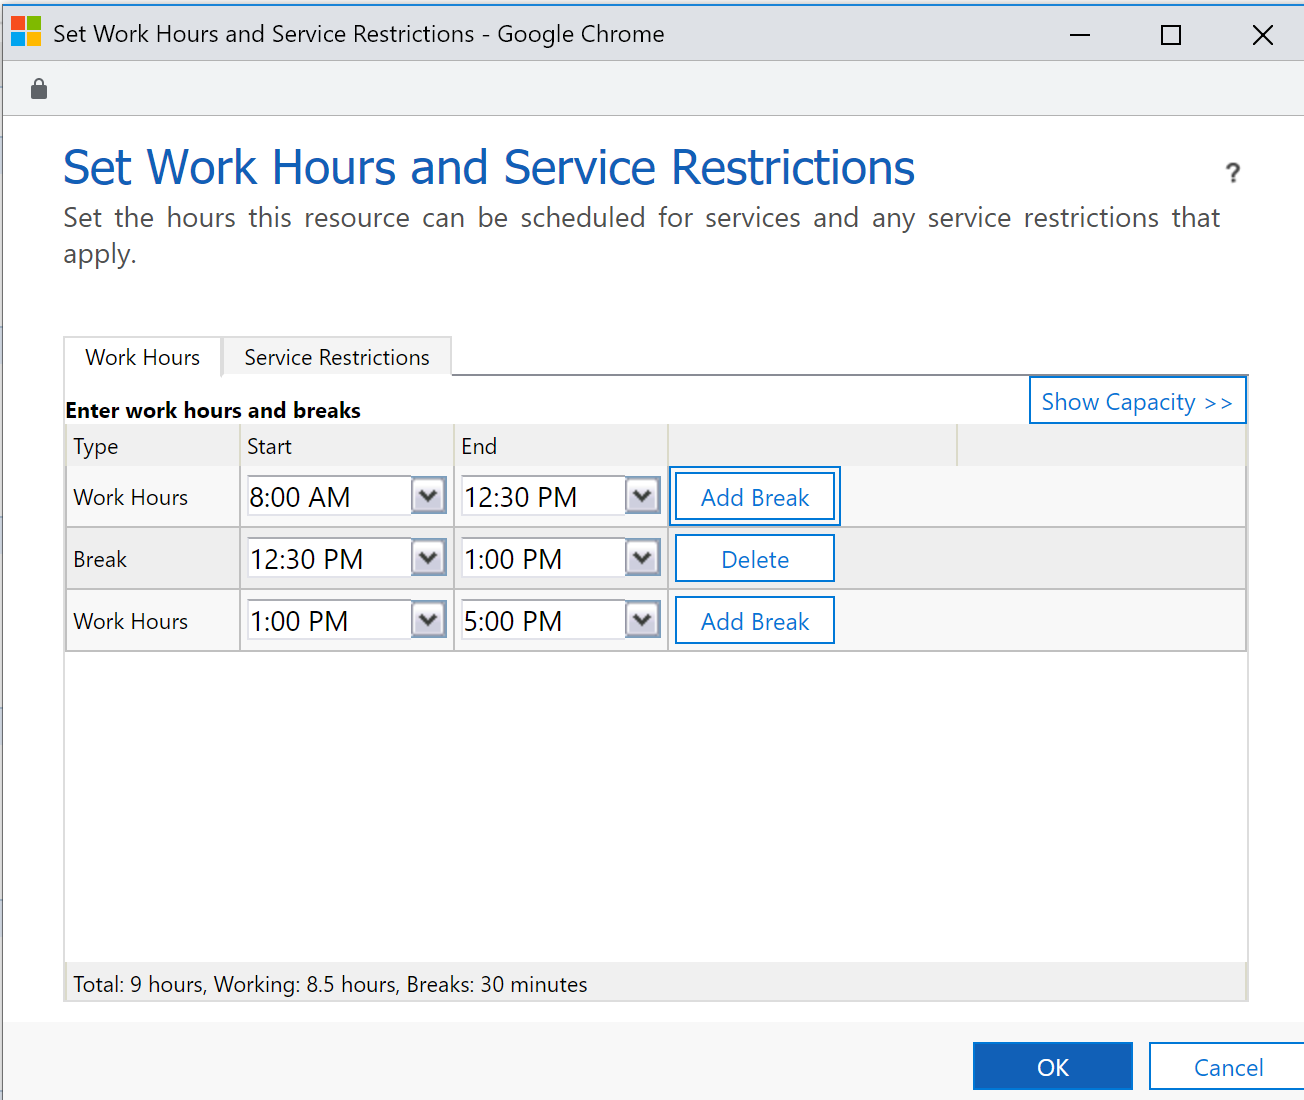 Set Work Hours and Service Restrictions - Google Chrome
Set Work Hours and Service Restrictions
?
Set the hours this resource can be scheduled for services and any service restrictions that
apply.
Work Hours Service Restrictions
Show Capacity >>
Enter work hours and breaks
Type Start End
Work Hours 8:00 AM 12:30 PM Add Break
Break 12:30 PM 1:00 PM Delete
Work Hours 1:00 PM 5:00 PM Add Break
Total: 9 hours, Working: 8.5 hours, Breaks: 30 minutes
OK Cancel